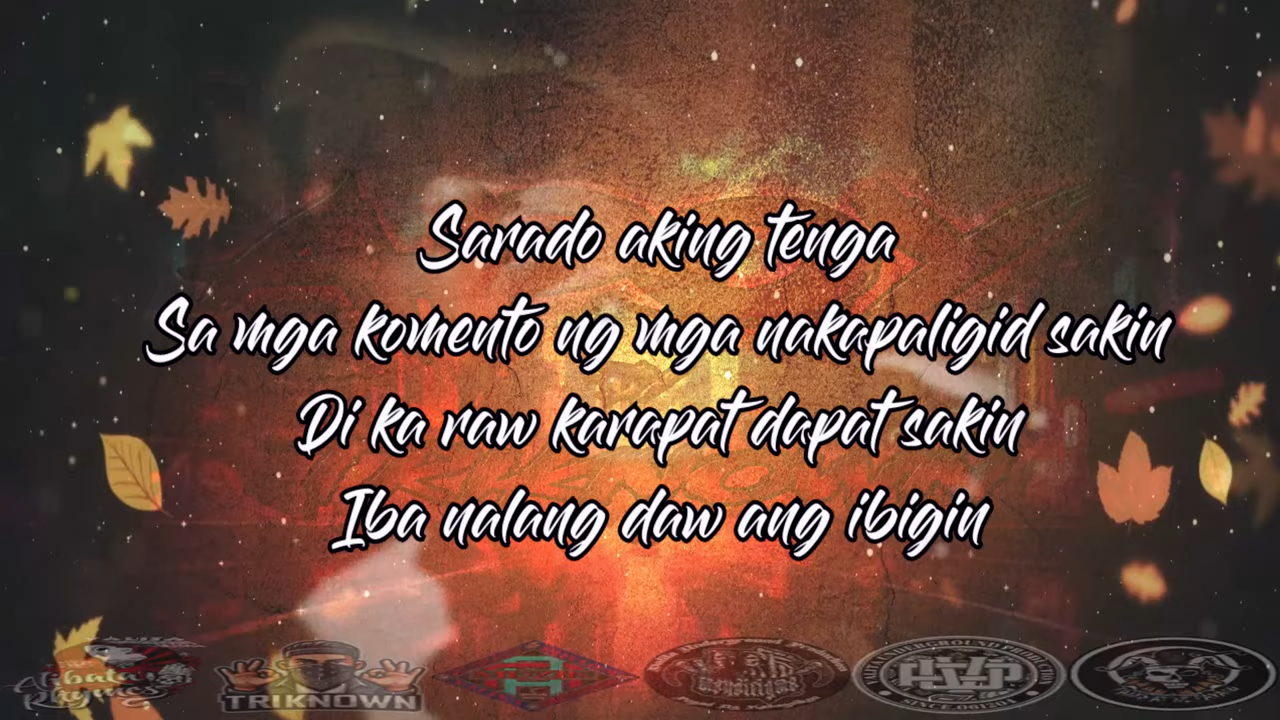 Sarado aking tenga
Sa mga komento ng mga nakapaligid sakin
Di ka raw karapat dapat sakin
Iba nalang daw ang ibigin
TRIKNOWN